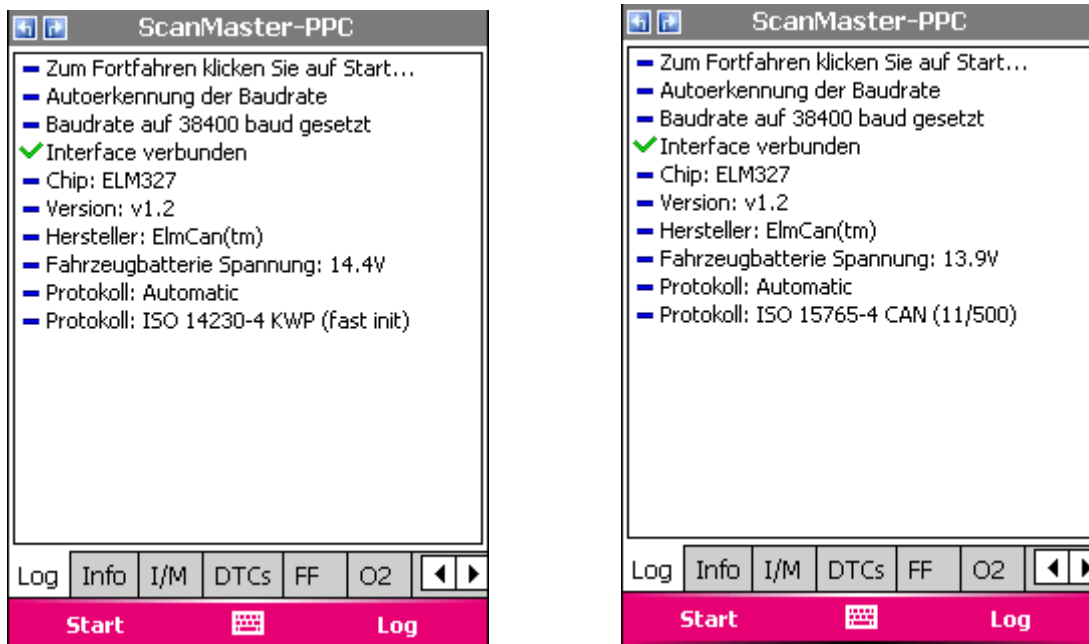 ScanMaster-PPC
Zum Fortfahren klicken Sie auf Start...
Autoerkennung der Baudrate
Baudrate auf 38400 baud gesetzt
Interface verbunden
Chip: ELM327
Version: v1.2
Hersteller: ElmCan(tm)
Fahrzeugbatterie Spannung: 14.4V
Protokoll: Automatic
Protokoll: ISO 14230-4 KWP (fast init)
Log Info I/M DTCs FF O2
Start Log
ScanMaster-PPC
Zum Fortfahren klicken Sie auf Start...
Autoerkennung der Baudrate
Baudrate auf 38400 baud gesetzt
Interface verbunden
Chip: ELM327
Version: v1.2
Hersteller: ElmCan(tm)
Fahrzeugbatterie Spannung: 13.9V
Protokoll: Automatic
Protokoll: ISO 15765-4 CAN (11/500)
Log Info I/M DTCs FF O2
Start Log